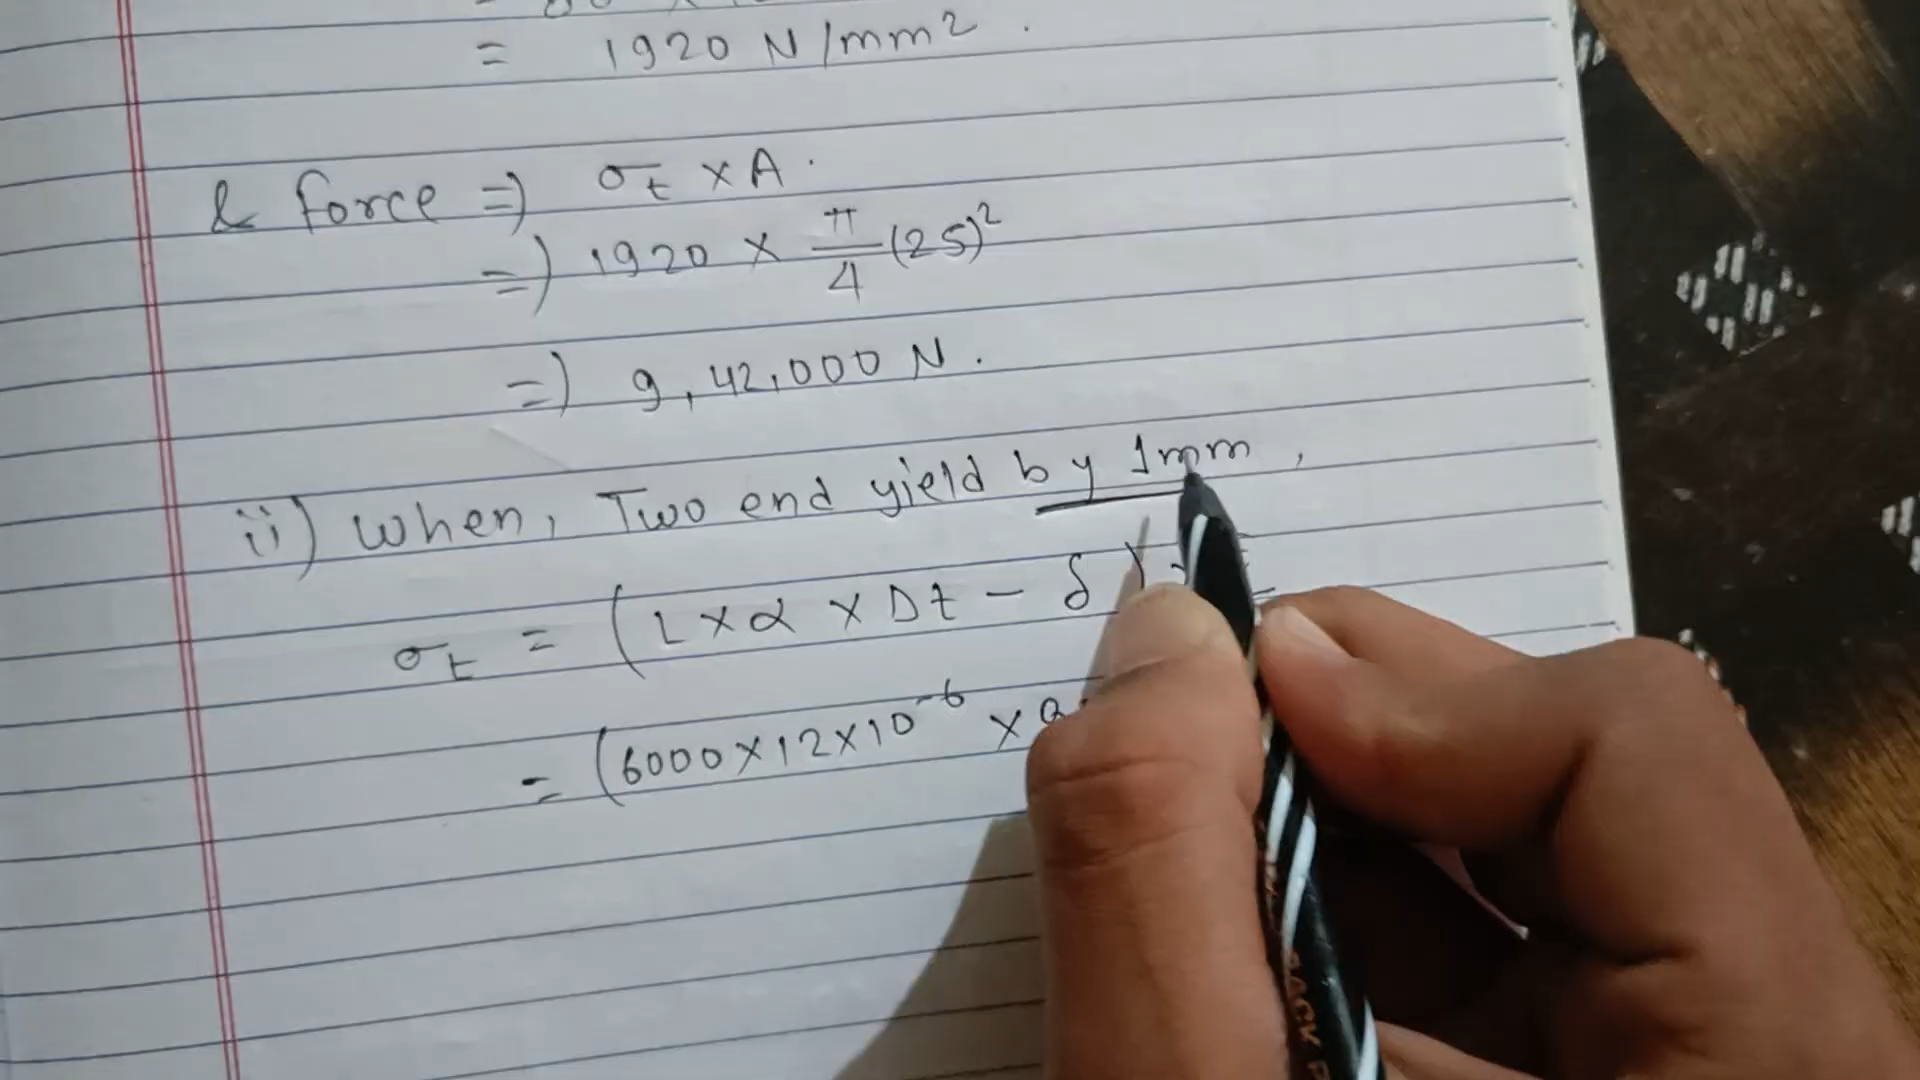 = 1920 N/mm2.
& force => σt × A.
=) 1920 × π/4 (25)²
=) 9,42,000 N.
ii) When, Two end yield by 1mm,
σt = (L × α × Dt - δ)
= (6000×12×10⁻⁶ ×